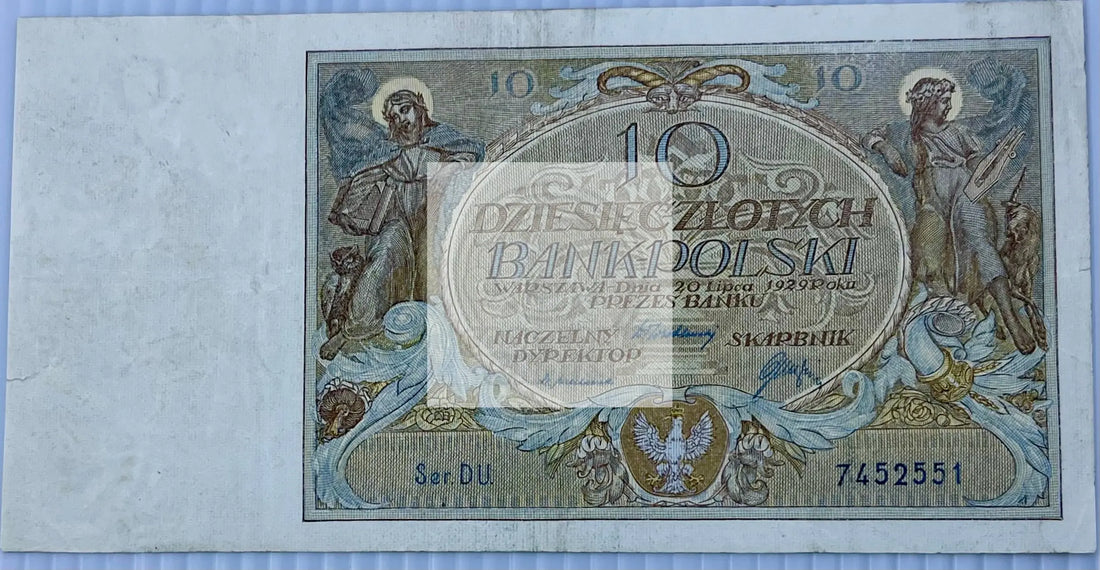 10 10
10
DZIESIĘĆ ZŁOTYCH
BANK POLSKI
WARSZAWA - Dnia 20 Lipca 1929 Roku
PREZES BANKU
NACZELNY
DYREKTOR
SKARBNIK
Ser. DU.
7452551